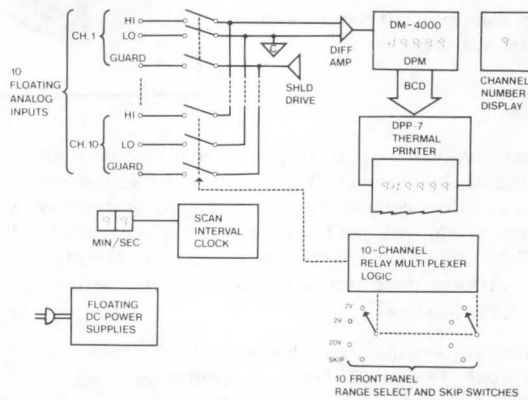 10
FLOATING
ANALOG
INPUTS
CH. 1
HI
LO
GUARD
CH. 10
HI
LO
GUARD
C
SHLD
DRIVE
DIFF
AMP
DM-4000
DPM
BCD
CHANNEL
NUMBER
DISPLAY
DPP-7
THERMAL
PRINTER
MIN/SEC
SCAN
INTERVAL
CLOCK
10-CHANNEL
RELAY MULTIPLEXER
LOGIC
FLOATING
DC POWER
SUPPLIES
2V
2V
20V
SKIP
10 FRONT PANEL
RANGE SELECT AND SKIP SWITCHES